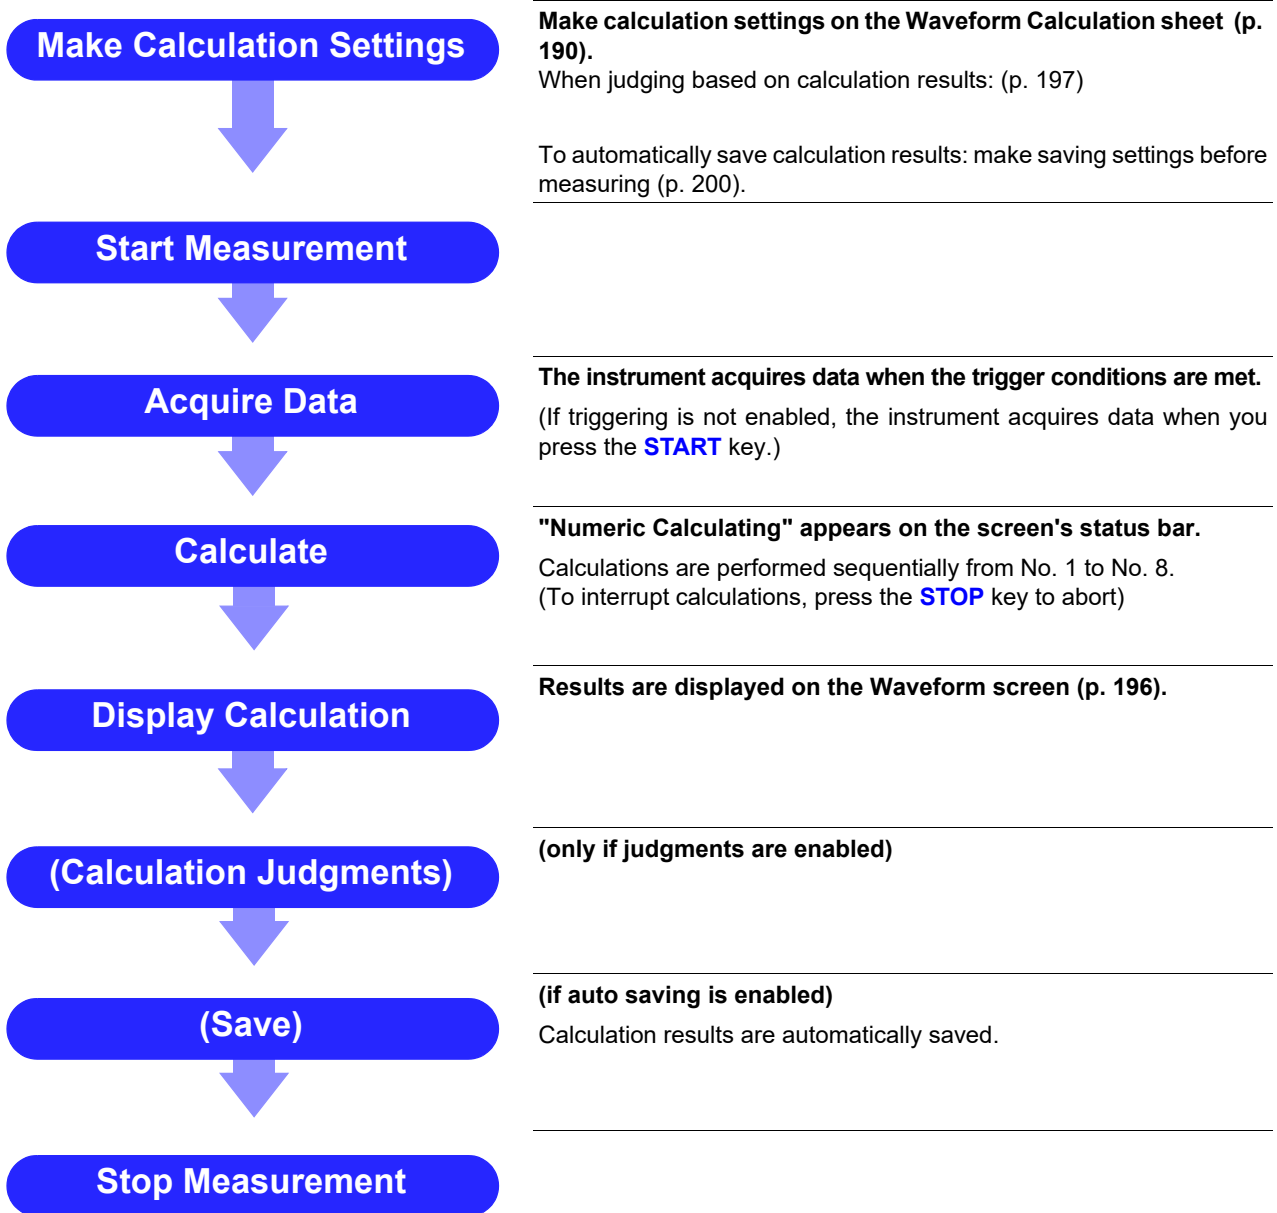 Make Calculation Settings
Make calculation settings on the Waveform Calculation sheet (p.
190).
When judging based on calculation results: (p. 197)
To automatically save calculation results: make saving settings before
measuring (p. 200).
Start Measurement
Acquire Data
The instrument acquires data when the trigger conditions are met.
(If triggering is not enabled, the instrument acquires data when you
press the START key.)
Calculate
"Numeric Calculating" appears on the screen's status bar.
Calculations are performed sequentially from No. 1 to No. 8.
(To interrupt calculations, press the STOP key to abort)
Display Calculation
Results are displayed on the Waveform screen (p. 196).
(Calculation Judgments)
(only if judgments are enabled)
(Save)
(if auto saving is enabled)
Calculation results are automatically saved.
Stop Measurement